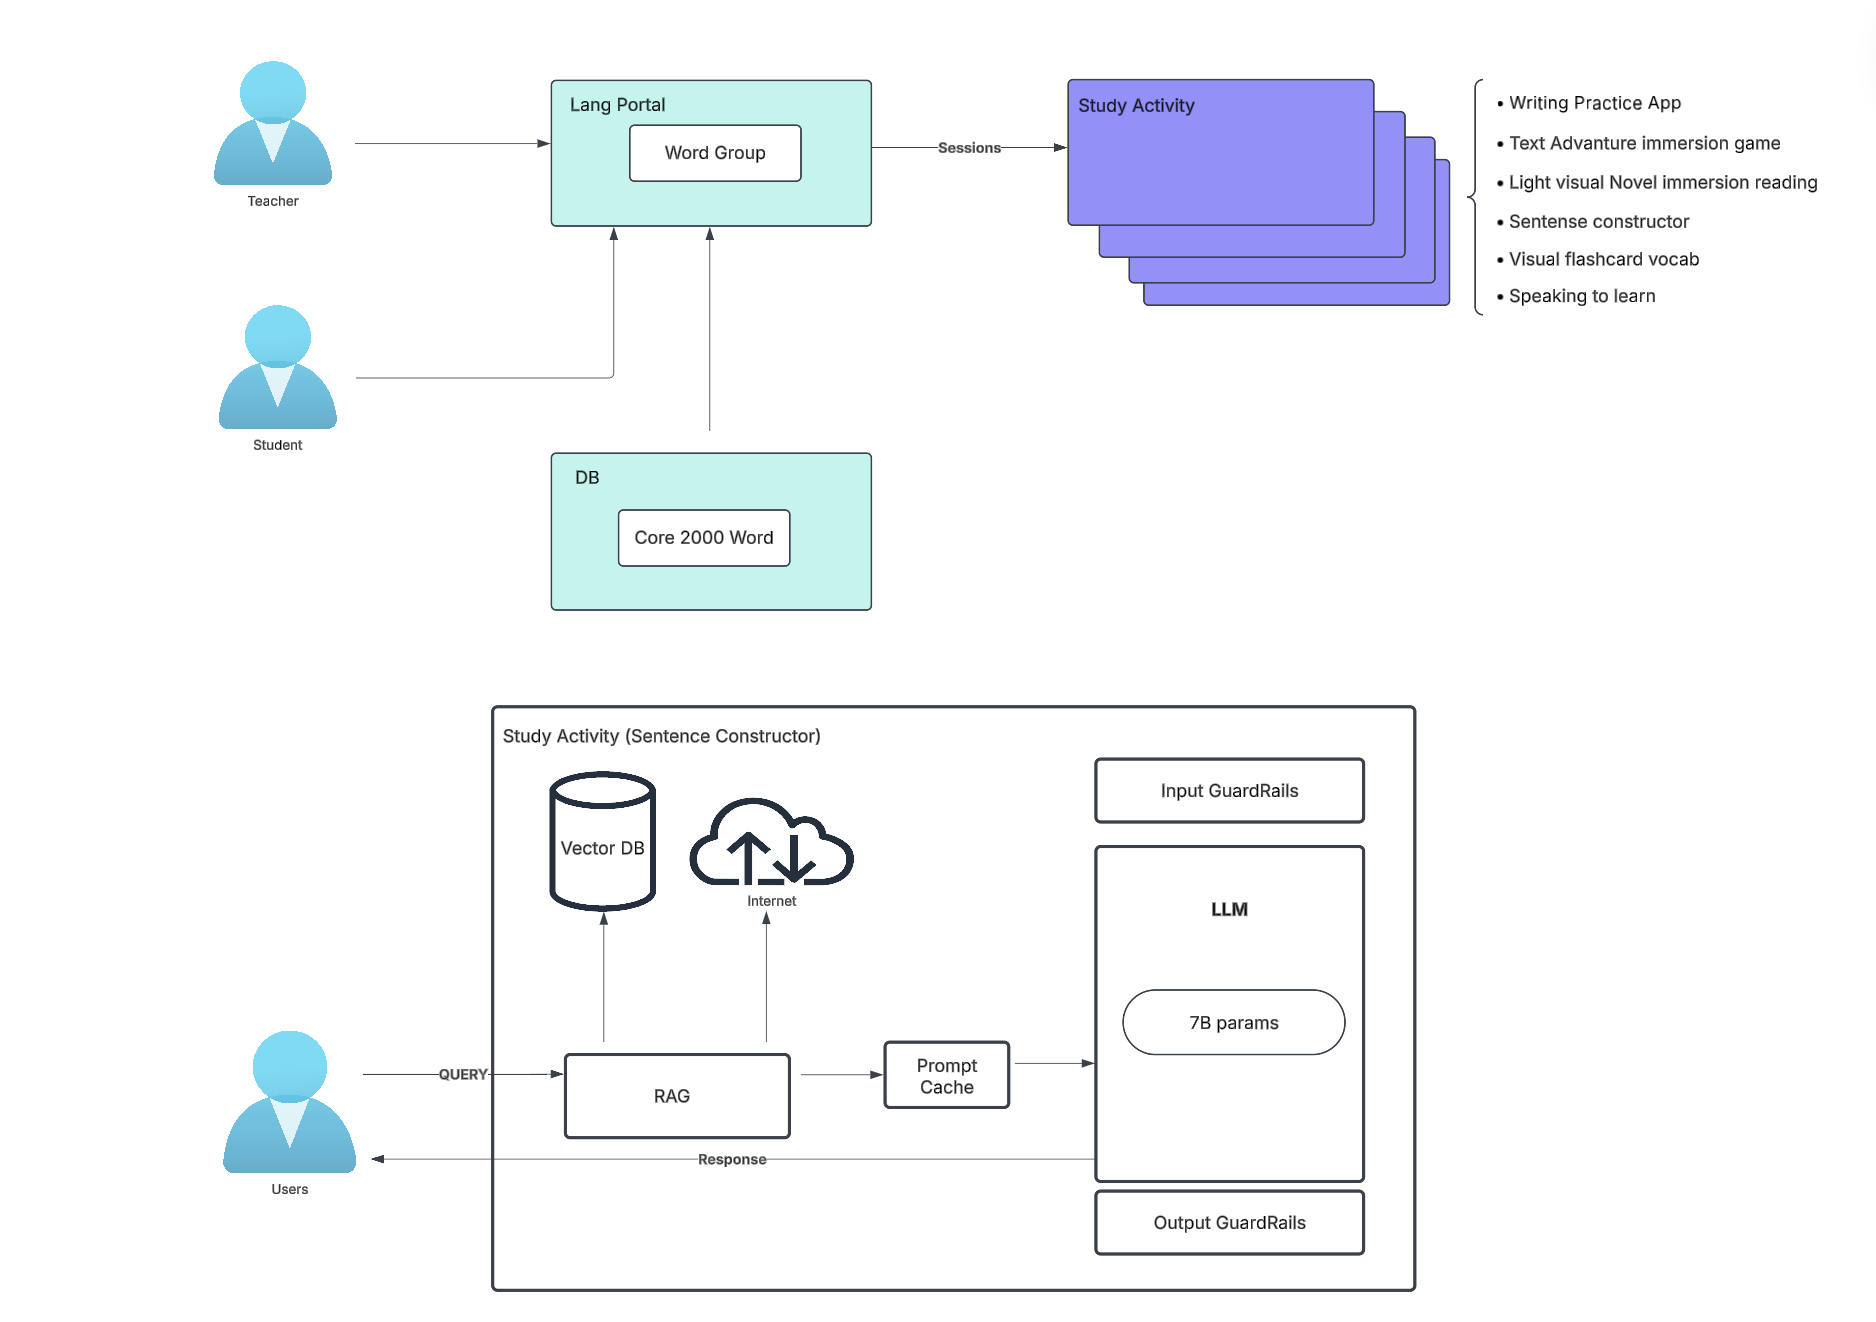 Teacher
Lang Portal
Word Group
Sessions
Study Activity
• Writing Practice App
• Text Advanture immersion game
• Light visual Novel immersion reading
• Sentense constructor
• Visual flashcard vocab
• Speaking to learn
Student
DB
Core 2000 Word
Study Activity (Sentence Constructor)
Vector DB
Internet
Input GuardRails
LLM
7B params
QUERY
RAG
Prompt
Cache
Response
Users
Output GuardRails